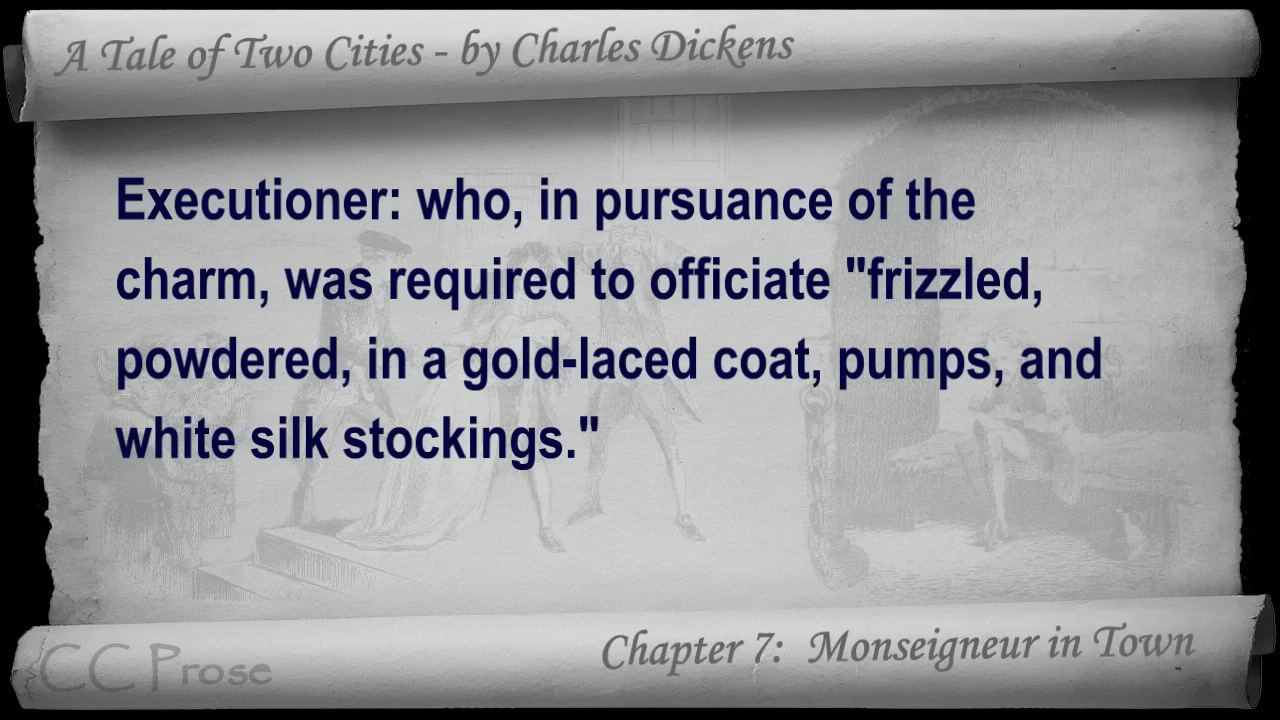 A Tale of Two Cities - by Charles Dickens
Executioner: who, in pursuance of the
charm, was required to officiate "frizzled,
powdered, in a gold-laced coat, pumps, and
white silk stockings."
Chapter 7: Monseigneur in Town
CC Prose